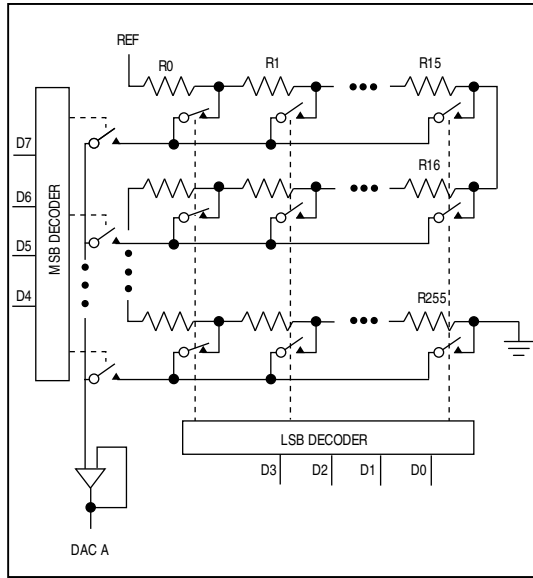 REF
R0
R1
R15
D7
D6
D5
D4
MSB DECODER
R16
R255
LSB DECODER
D3
D2
D1
D0
DAC A